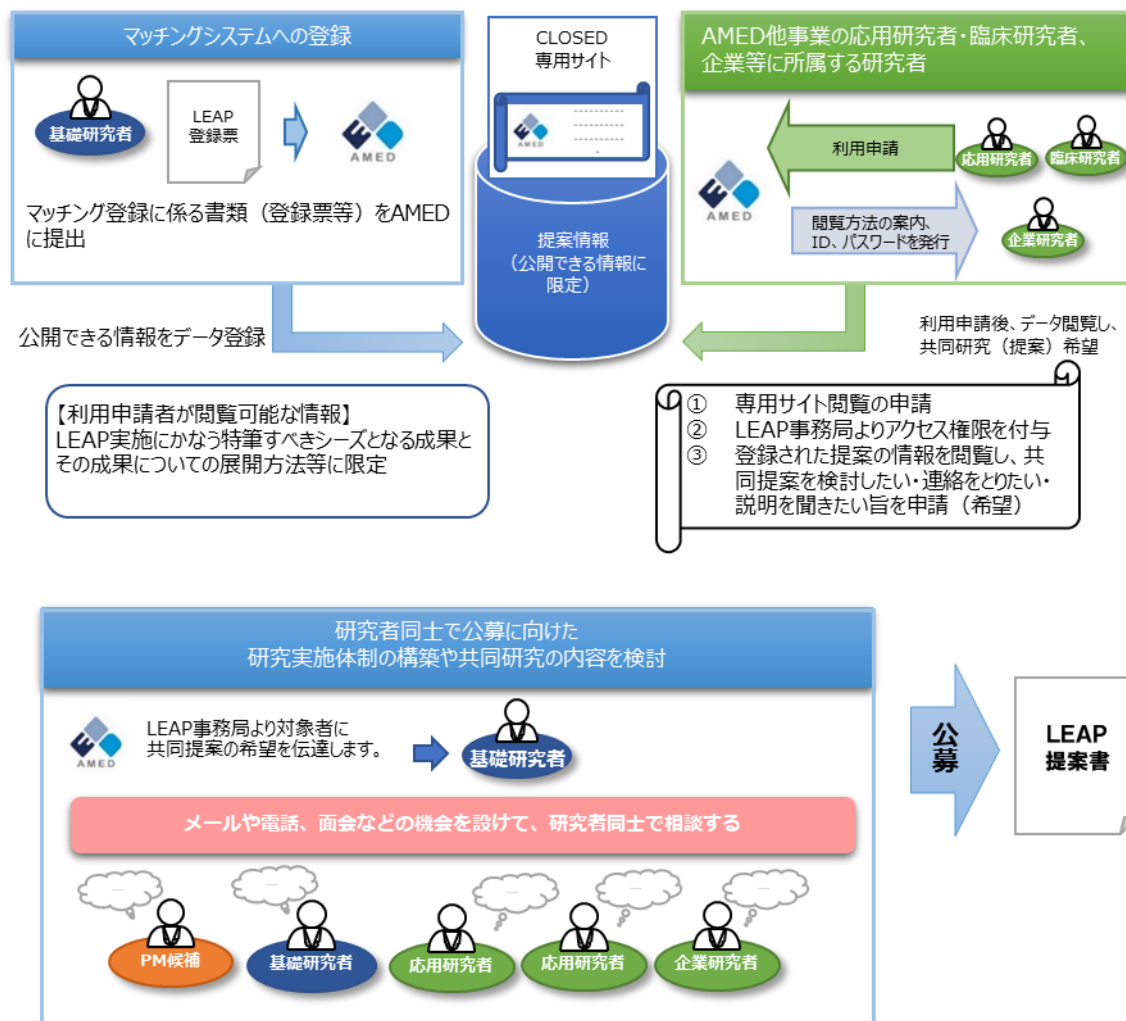 マッチングシステムへの登録
基礎研究者
LEAP
登録票
AMED
マッチング登録に係る書類（登録票等）をAMED
に提出
公開できる情報をデータ登録
CLOSED
専用サイト
AMED
提案情報
（公開できる情報に
限定）
AMED他事業の応用研究者・臨床研究者、
企業等に所属する研究者
利用申請
応用研究者
臨床研究者
AMED
閲覧方法の案内、
ID、パスワードを発行
企業研究者
利用申請後、データ閲覧し、
共同研究（提案）希望
【利用申請者が閲覧可能な情報】
LEAP実施にかなう特筆すべきシーズとなる成果と
その成果についての展開方法等に限定
① 専用サイト閲覧の申請
② LEAP事務局よりアクセス権限を付与
③ 登録された提案の情報を閲覧し、共
同提案を検討したい・連絡をとりたい・
説明を聞きたい旨を申請（希望）
研究者同士で公募に向けた
研究実施体制の構築や共同研究の内容を検討
AMED
LEAP事務局より対象者に
共同提案の希望を伝達します。
基礎研究者
メールや電話、面会などの機会を設けて、研究者同士で相談する
PM候補
基礎研究者
応用研究者
応用研究者
企業研究者
公募
LEAP
提案書